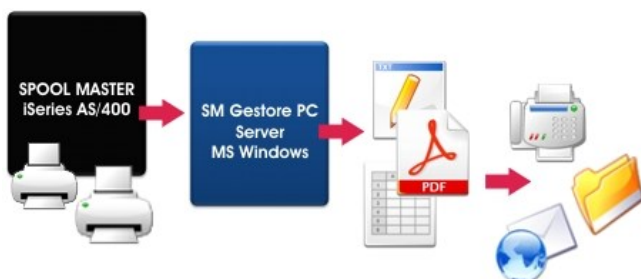 SPOOL MASTER
iSeries AS/400
SM Gestore PC
Server
MS Windows
TXT
PDF